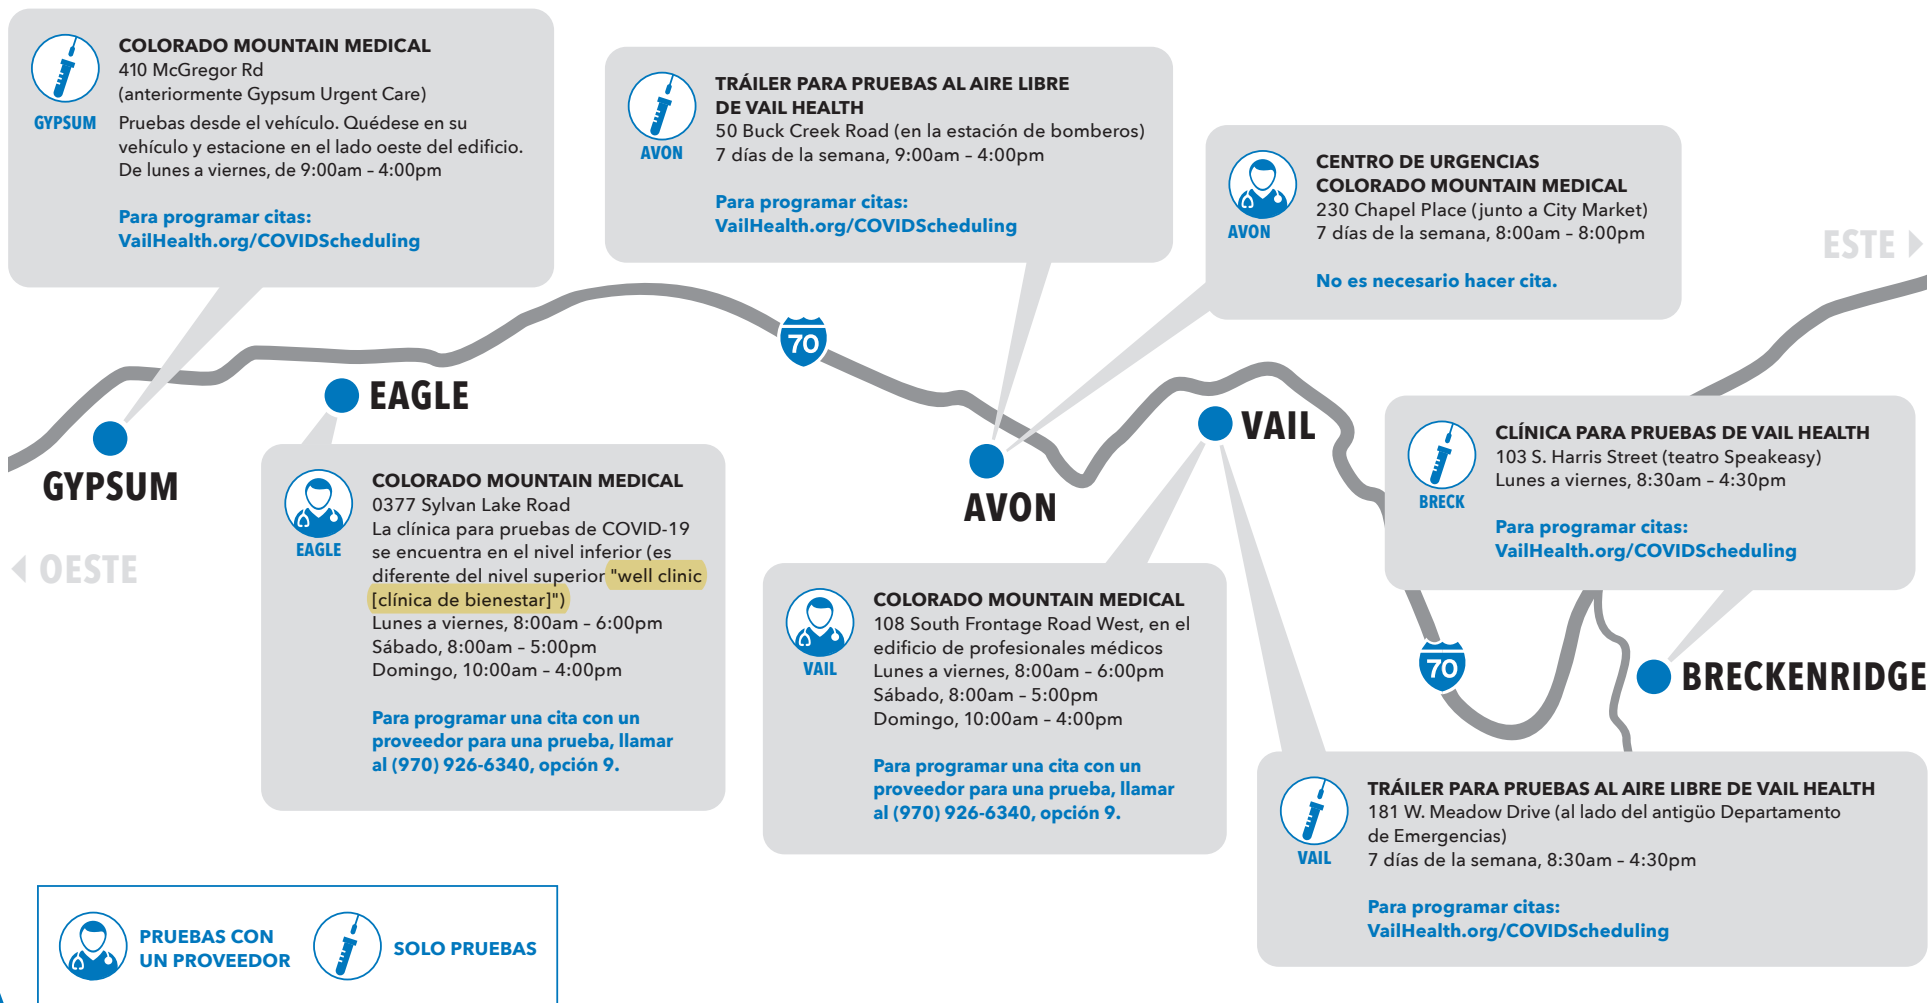 COLORADO MOUNTAIN MEDICAL
410 McGregor Rd
(anteriormente Gypsum Urgent Care)
GYPSUM
Pruebas desde el vehículo. Quédese en su
vehículo y estacione en el lado oeste del edificio.
De lunes a viernes, de 9:00am – 4:00pm
Para programar citas:
VailHealth.org/COVIDScheduling
TRÁILER PARA PRUEBAS AL AIRE LIBRE
DE VAIL HEALTH
50 Buck Creek Road (en la estación de bomberos)
AVON
7 días de la semana, 9:00am – 4:00pm
Para programar citas:
VailHealth.org/COVIDScheduling
CENTRO DE URGENCIAS
COLORADO MOUNTAIN MEDICAL
230 Chapel Place (junto a City Market)
AVON
7 días de la semana, 8:00am – 8:00pm
No es necesario hacer cita.
ESTE
70
EAGLE
GYPSUM
AVON
VAIL
OESTE
COLORADO MOUNTAIN MEDICAL
0377 Sylvan Lake Road
La clínica para pruebas de COVID-19
EAGLE
se encuentra en el nivel inferior (es
diferente del nivel superior "well clinic
[clínica de bienestar]")
Lunes a viernes, 8:00am – 6:00pm
Sábado, 8:00am – 5:00pm
Domingo, 10:00am – 4:00pm
Para programar una cita con un
proveedor para una prueba, llamar
al (970) 926-6340, opción 9.
COLORADO MOUNTAIN MEDICAL
108 South Frontage Road West, en el
edificio de profesionales médicos
VAIL
Lunes a viernes, 8:00am – 6:00pm
Sábado, 8:00am – 5:00pm
Domingo, 10:00am – 4:00pm
Para programar una cita con un
proveedor para una prueba, llamar
al (970) 926-6340, opción 9.
CLÍNICA PARA PRUEBAS DE VAIL HEALTH
103 S. Harris Street (teatro Speakeasy)
Lunes a viernes, 8:30am – 4:30pm
BRECK
Para programar citas:
VailHealth.org/COVIDScheduling
70
BRECKENRIDGE
TRÁILER PARA PRUEBAS AL AIRE LIBRE DE VAIL HEALTH
181 W. Meadow Drive (al lado del antigüo Departamento
de Emergencias)
VAIL
7 días de la semana, 8:30am – 4:30pm
Para programar citas:
VailHealth.org/COVIDScheduling
PRUEBAS CON
UN PROVEEDOR
SOLO PRUEBAS